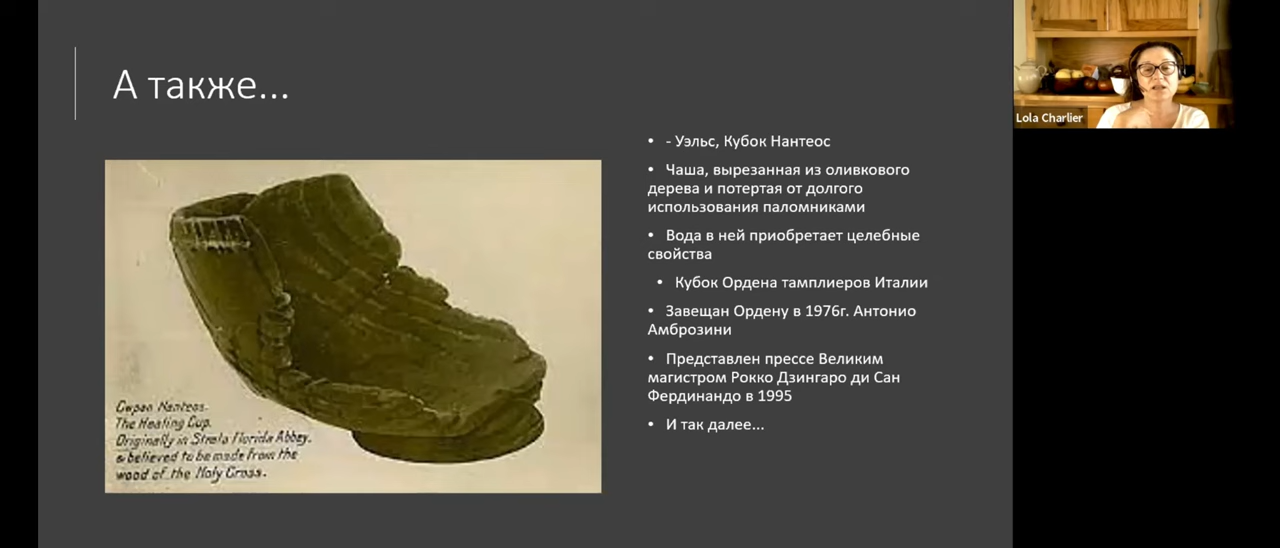 А также...
Lola Charlier
• - Уэльс, Кубок Нантеос
• Чаша, вырезанная из оливкового
дерева и потертая от долгого
использования паломниками
• Вода в ней приобретает целебные
свойства
• Кубок Ордена тамплиеров Италии
• Завещан Ордену в 1976г. Антонио
Амброзини
• Представлен прессе Великим
магистром Рокко Дзингаро ди Сан
Фердинандо в 1995
• И так далее...
Cwpan Nanteos.
The Healing Cup.
Originally in Strata Florida Abbey.
& believed to be made from the
wood of the Holy Cross.